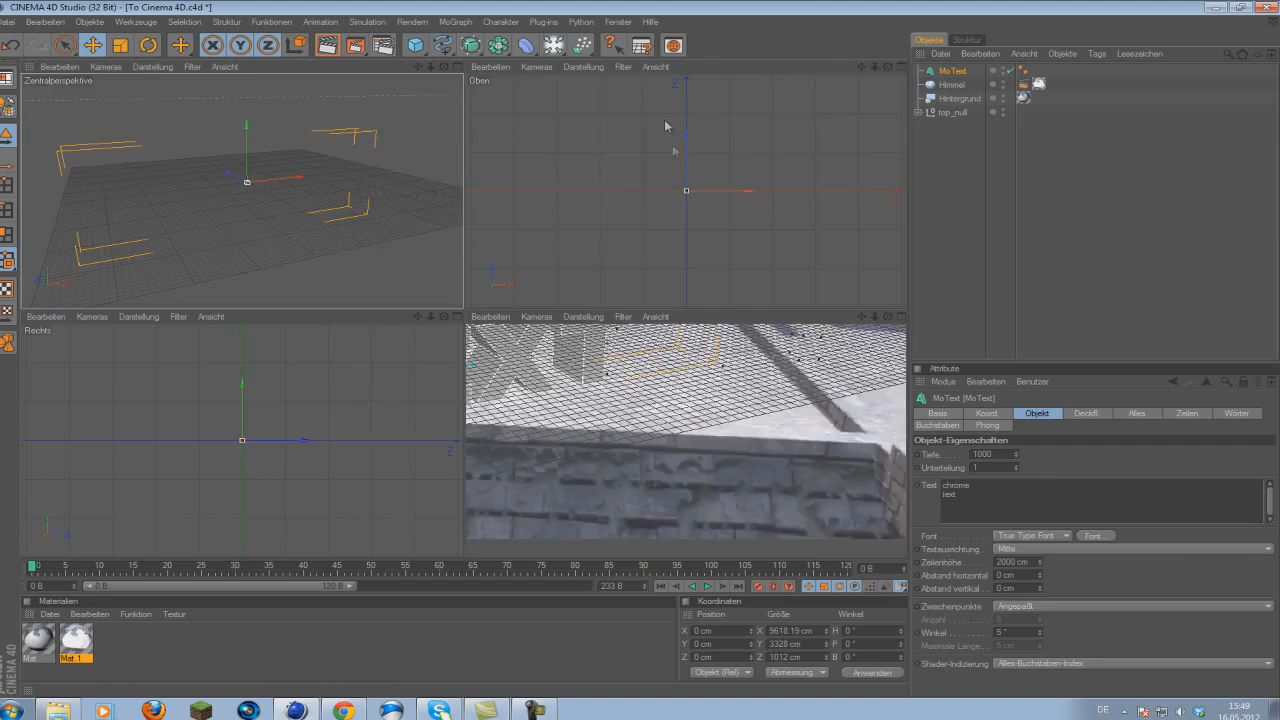 CINEMA 4D Studio (32 Bit) - [To Cinema 4D.c4d *]
Datei Bearbeiten Objekte Werkzeuge Selektion Struktur Funktionen Animation Simulation Rendern MoGraph Charakter Plug-ins Python Fenster Hilfe
Objekte Struktur
Datei Bearbeiten Ansicht Objekte Tags Lesezeichen
Bearbeiten Kameras Darstellung Filter Ansicht
Bearbeiten Kameras Darstellung Filter Ansicht
Zentralperspektive
Oben
MoText
Himmel
Hintergrund
top_null
Bearbeiten Kameras Darstellung Filter Ansicht
Bearbeiten Kameras Darstellung Filter Ansicht
Rechts
Attribute
Modus Bearbeiten Benutzer
MoText [MoText]
Basis Koord. Objekt Deckfl. Alles Zeilen Wörter
Buchstaben Phong
Objekt-Eigenschaften
Tiefe 1000
Unterteilung 1
Text chrome
text
Font True Type Font Font...
Textausrichtung Mitte
Zeilenhöhe 2000 cm
Abstand horizontal 0 cm
Abstand vertikal 0 cm
Zwischenpunkte Angepaßt
Anzahl 8
Winkel 5 °
Maximale Länge 5 cm
Shader-Indizierung Alles-Buchstaben-Index
0 5 10 15 20 25 30 35 40 45 50 55 60 65 70 75 80 85 90 95 100 105 110 115 120 0 B
0 B 0 B 120 B 233 B
Materialien
Datei Bearbeiten Funktion Textur
Mat Mat.1
Koordinaten
Position Größe Winkel
X 0 cm X 9618.19 cm H 0 °
Y 0 cm Y 3328 cm P 0 °
Z 0 cm Z 1012 cm B 0 °
Objekt (Rel) Abmessung Anwenden
CINEMA 4D
DE
15:49
16.05.2012